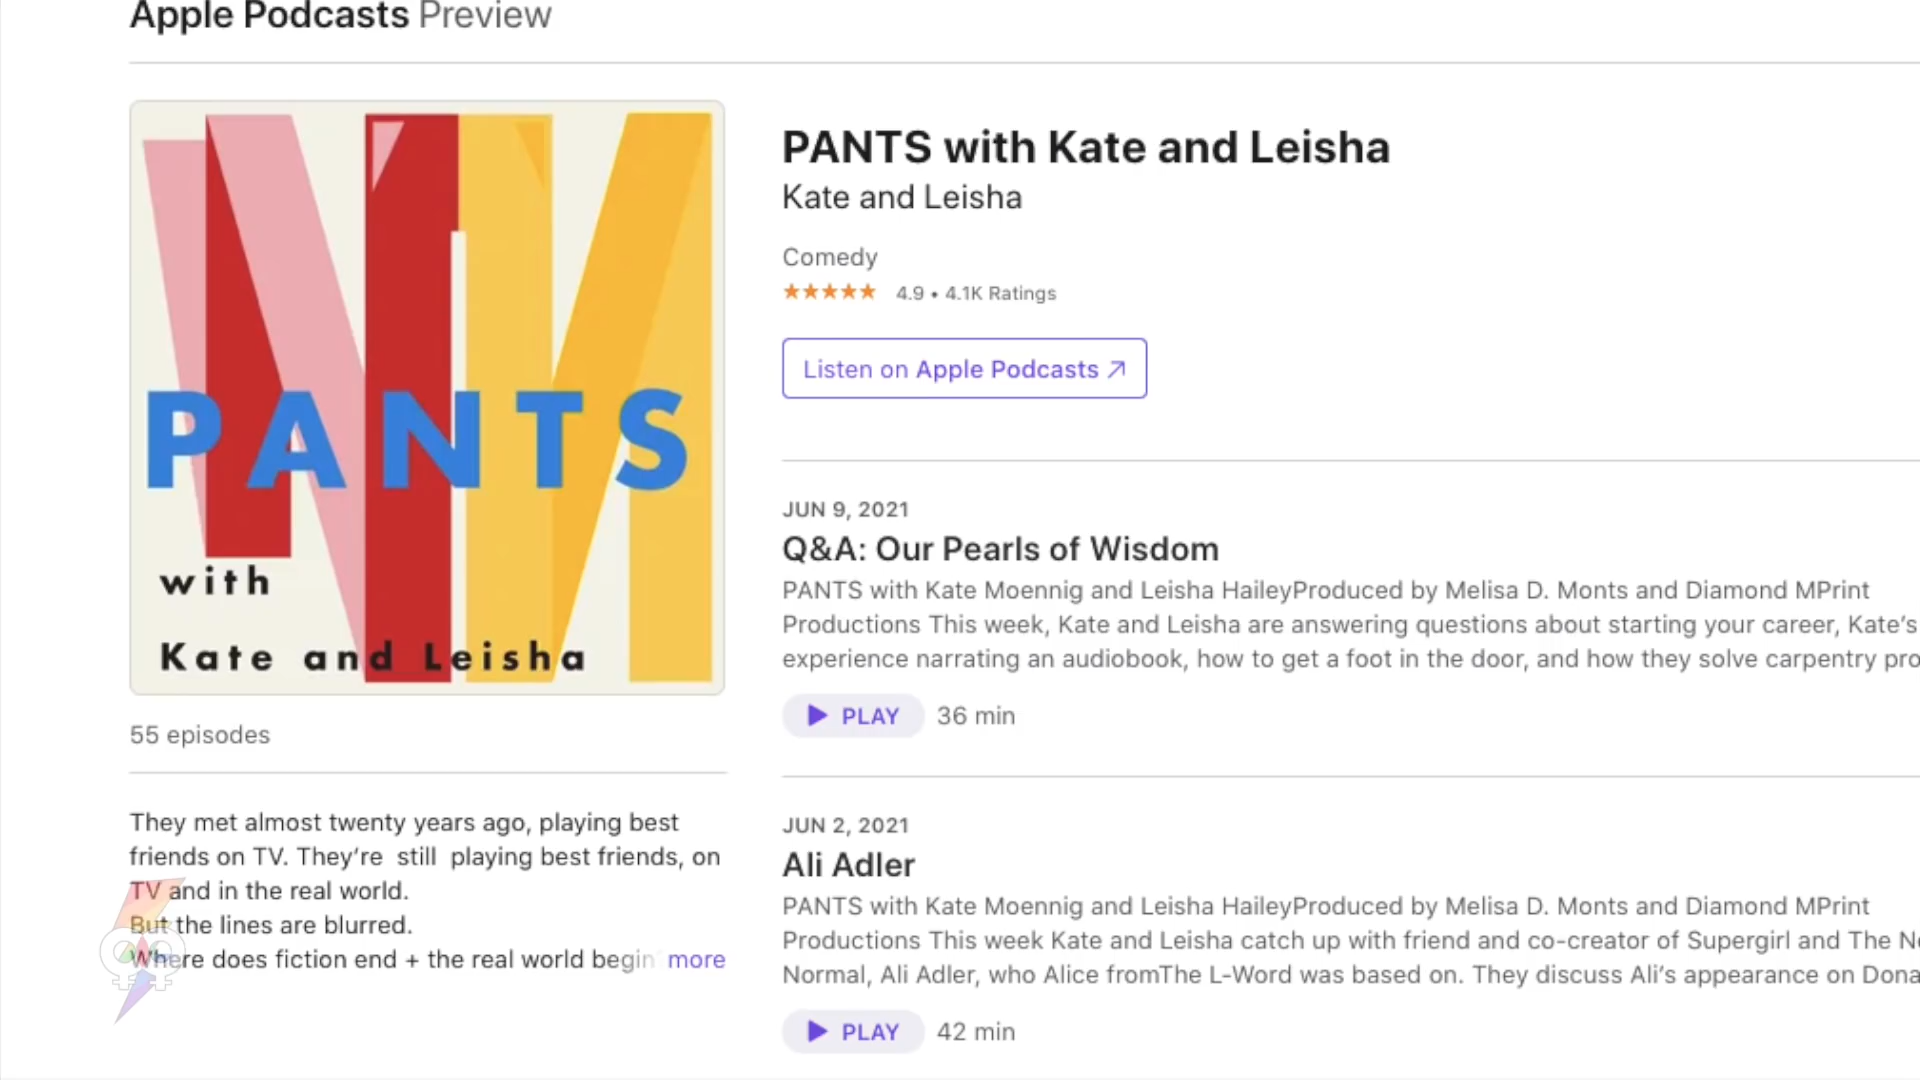 Apple Podcasts Preview
PANTS
with
Kate and Leisha
55 episodes
They met almost twenty years ago, playing best
friends on TV. They're still playing best friends, on
TV and in the real world.
But the lines are blurred.
Where does fiction end + the real world begin more
PANTS with Kate and Leisha
Kate and Leisha
Comedy
4.9 • 4.1K Ratings
Listen on Apple Podcasts ↗
JUN 9, 2021
Q&A: Our Pearls of Wisdom
PANTS with Kate Moennig and Leisha HaileyProduced by Melisa D. Monts and Diamond MPrint
Productions This week, Kate and Leisha are answering questions about starting your career, Kate's
experience narrating an audiobook, how to get a foot in the door, and how they solve carpentry pro
PLAY 36 min
JUN 2, 2021
Ali Adler
PANTS with Kate Moennig and Leisha HaileyProduced by Melisa D. Monts and Diamond MPrint
Productions This week Kate and Leisha catch up with friend and co-creator of Supergirl and The N
Normal, Ali Adler, who Alice fromThe L-Word was based on. They discuss Ali's appearance on Dona
PLAY 42 min